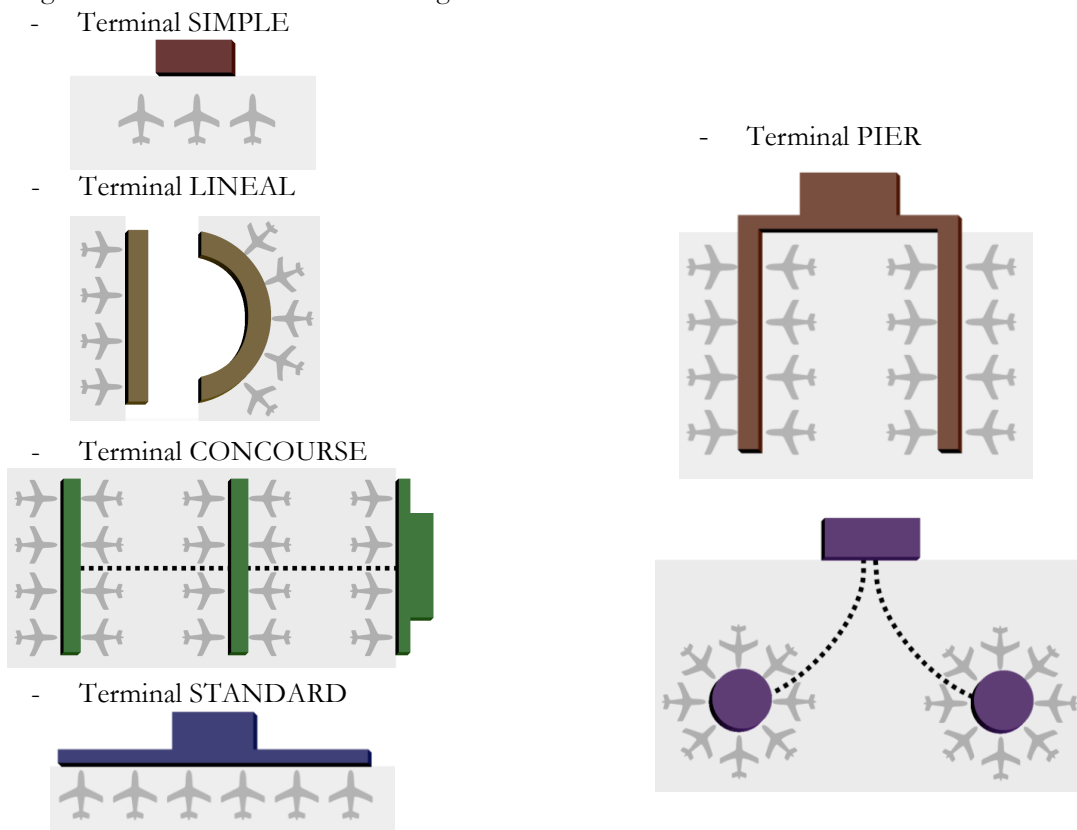 - Terminal SIMPLE
- Terminal LINEAL
- Terminal CONCOURSE
- Terminal STANDARD
- Terminal PIER